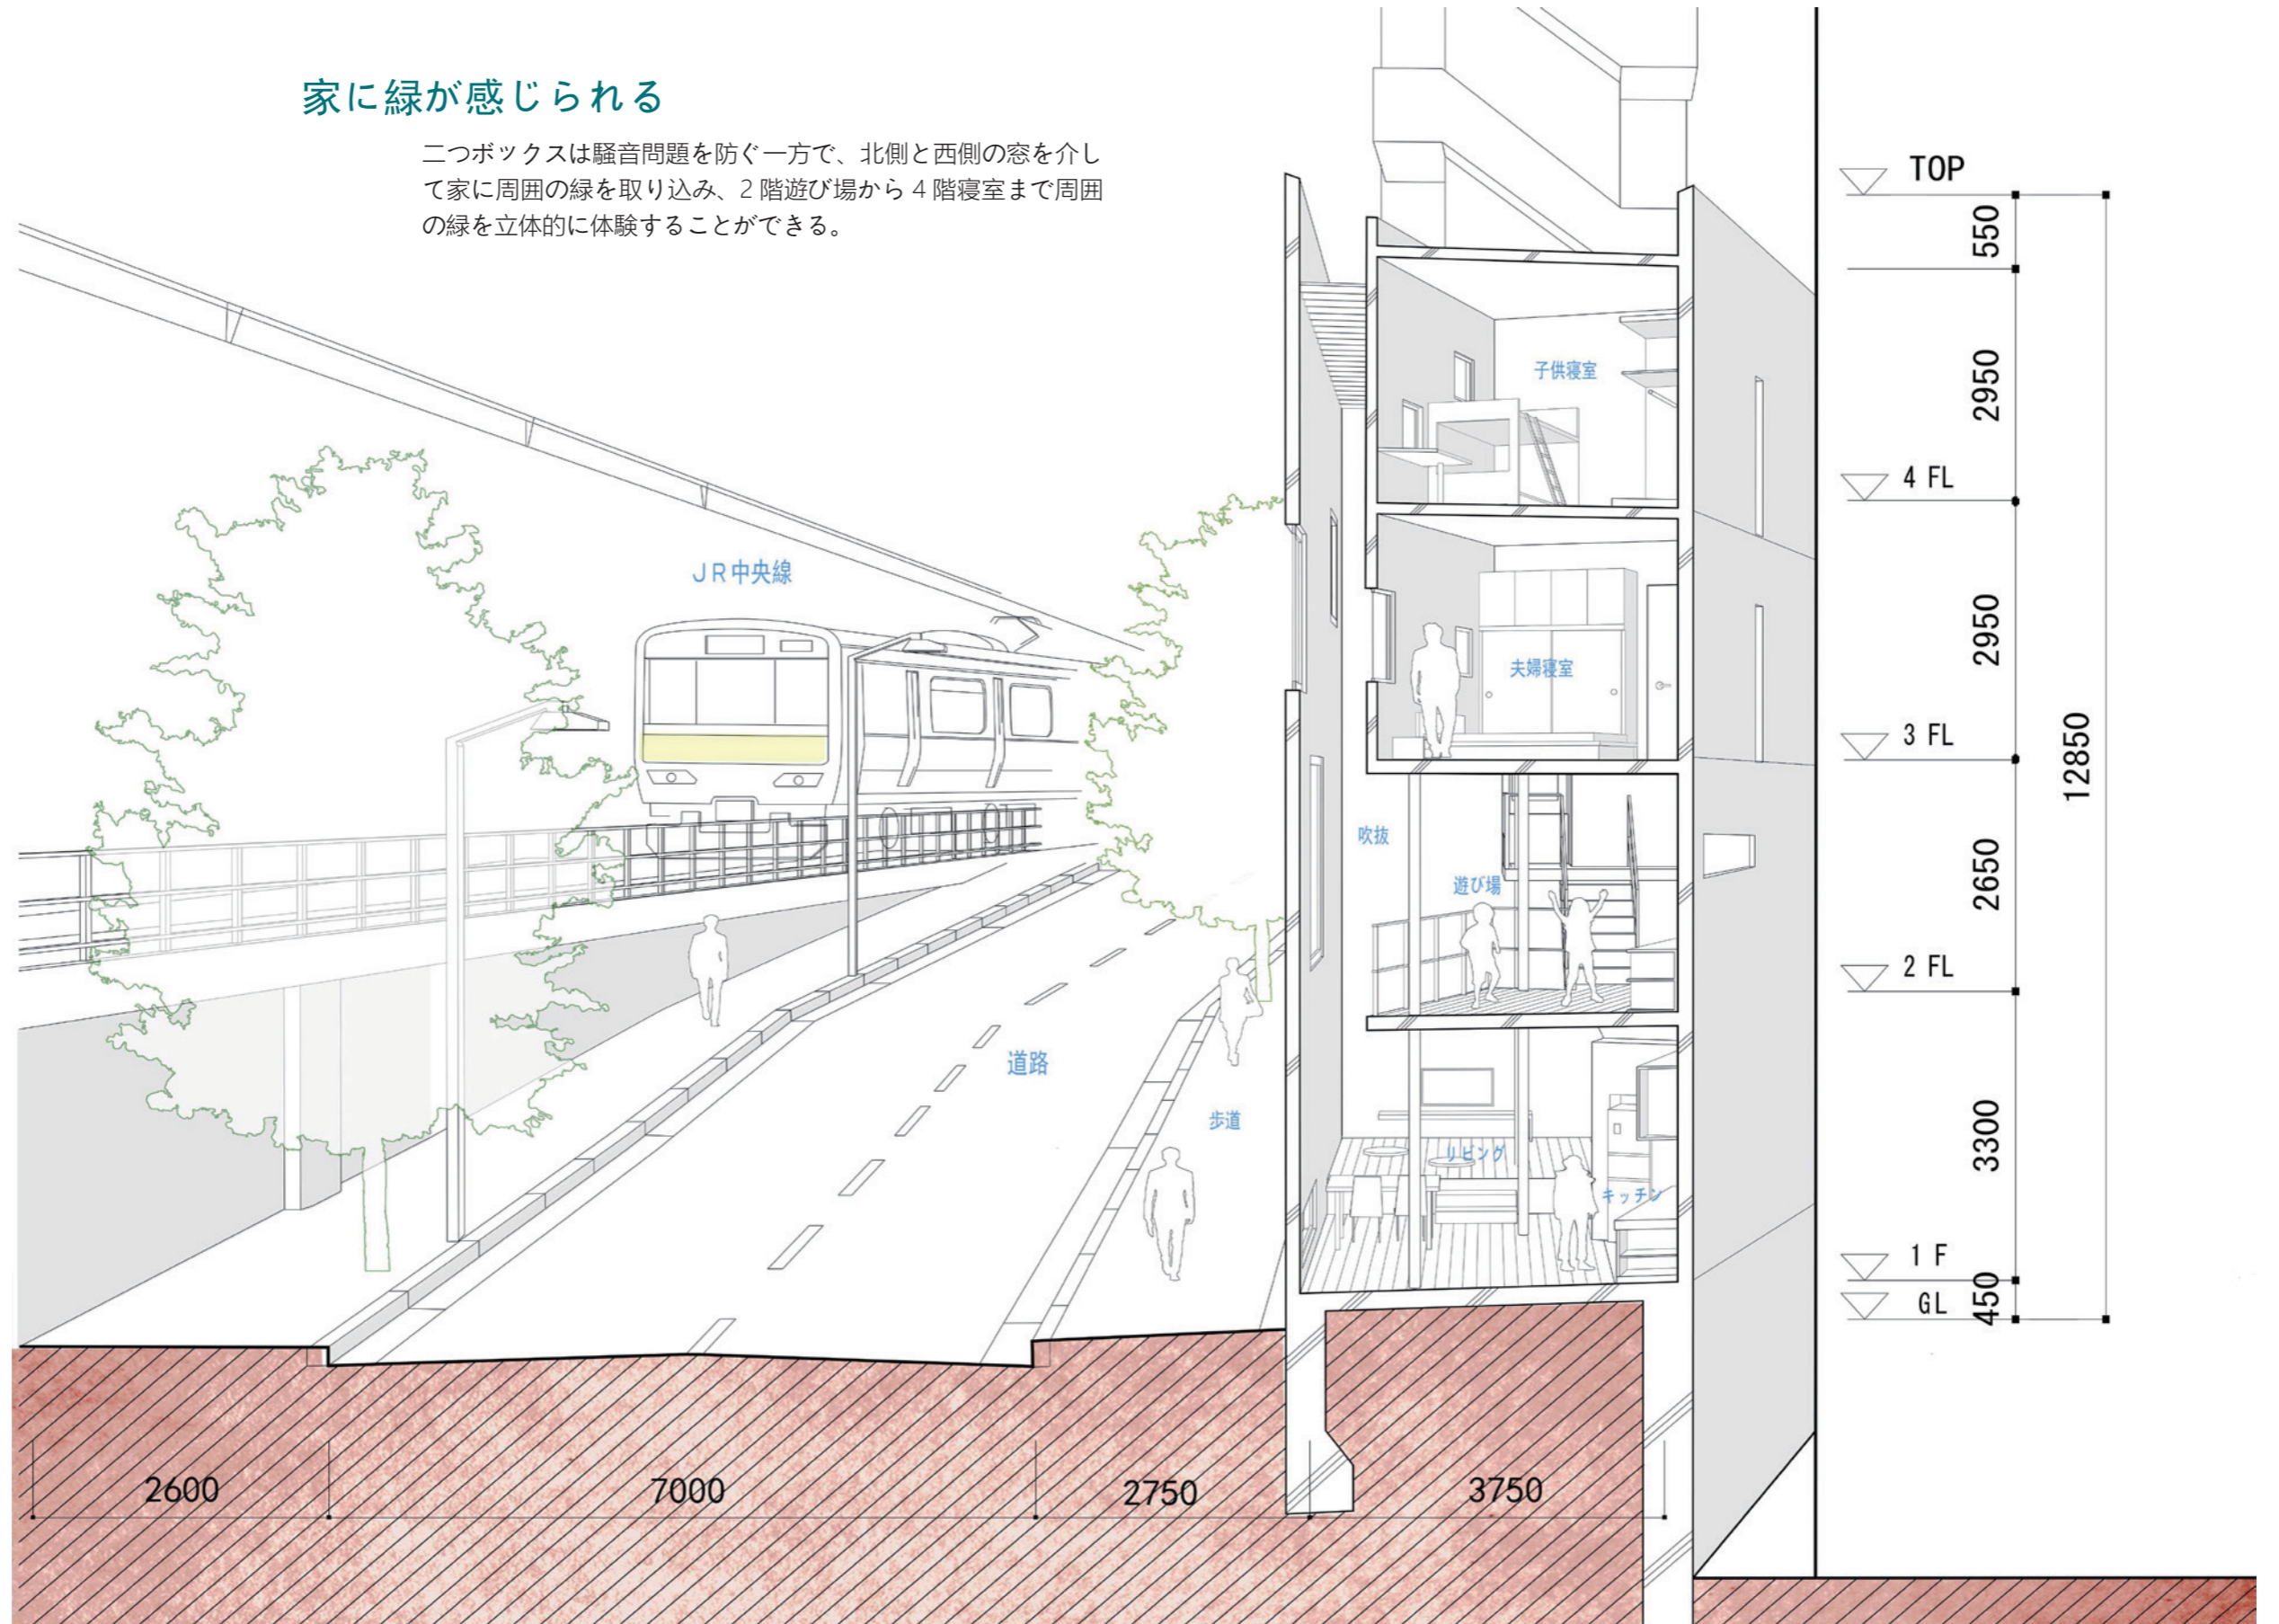 家に緑が感じられる
二つボックスは騒音問題を防ぐ一方で、北側と西側の窓を介し
て家に周囲の緑を取り込み、2 階遊び場から 4 階寝室まで周囲
の緑を立体的に体験することができる。
TOP
550
2950
子供寝室
4 FL
JR中央線
2950
夫婦寝室
3 FL
12850
吹抜
遊び場
2650
2 FL
道路
歩道
3300
リビング
キッチン
1 F
GL
450
2600
7000
2750
3750